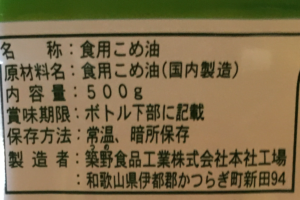 名　　称：食用こめ油
原材料名：食用こめ油(国内製造)
内 容 量：500g
賞味期限：ボトル下部に記載
保存方法：常温、暗所保存
製 造 者：築野食品工業株式会社本社工場
和歌山県伊都郡かつらぎ町新田94